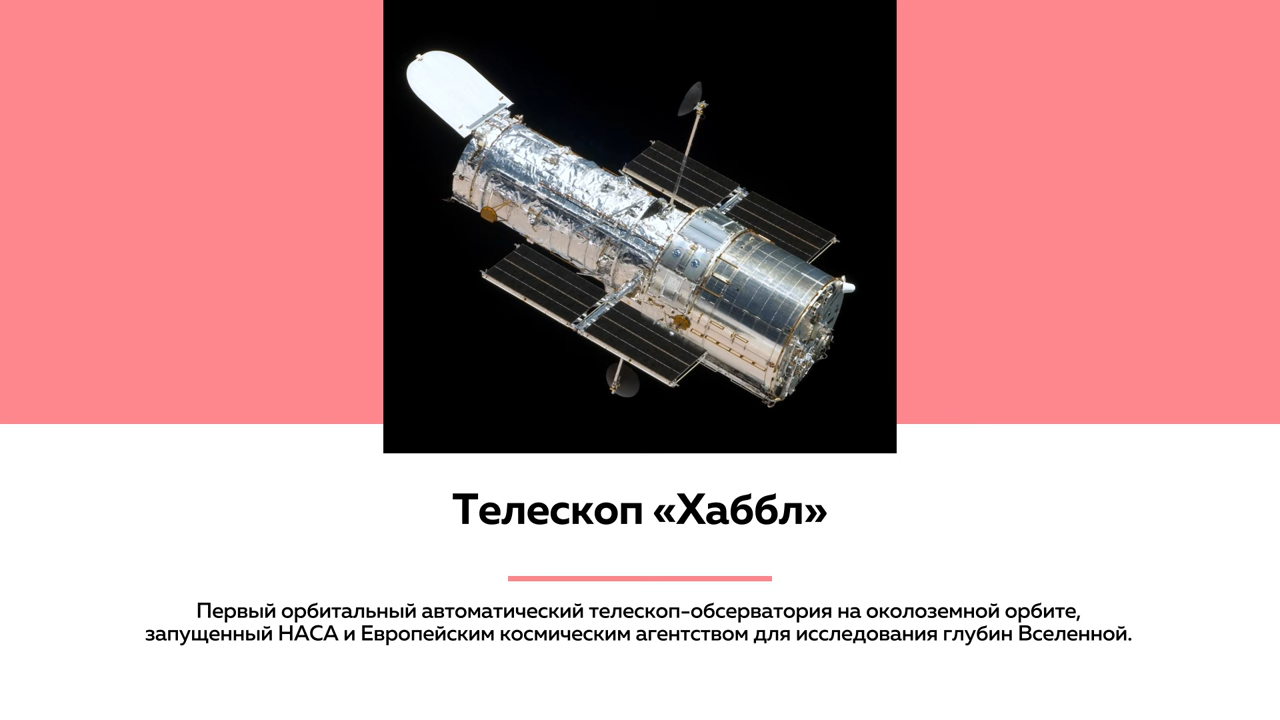 Телескоп «Хаббл»
Первый орбитальный автоматический телескоп-обсерватория на околоземной орбите,
запущенный НАСА и Европейским космическим агентством для исследования глубин Вселенной.